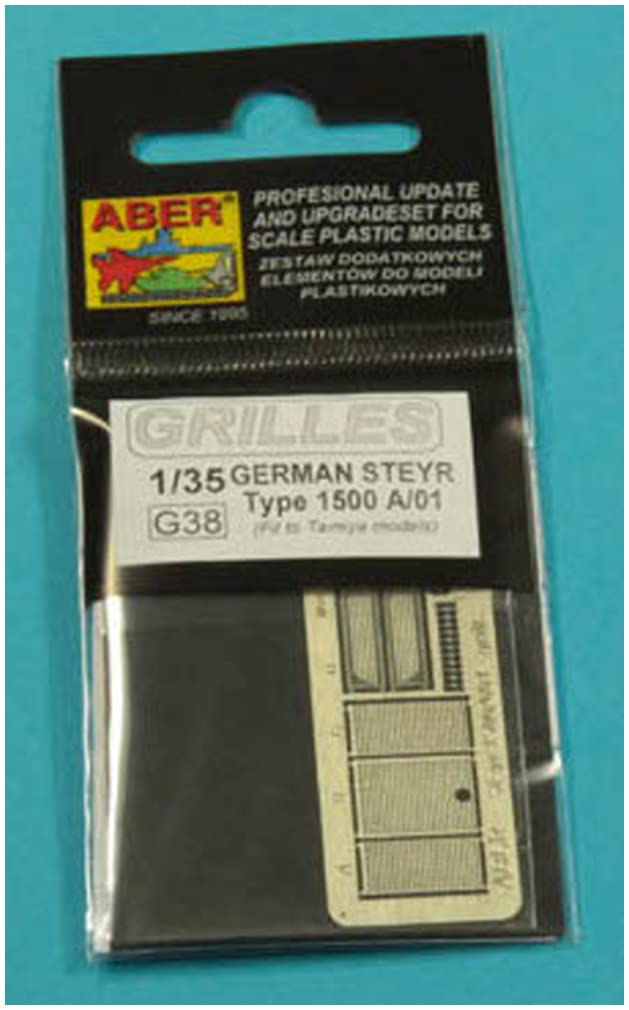 ABER
PROFESIONAL UPDATE
AND UPGRADESET FOR
SCALE PLASTIC MODELS
ZESTAW DODATKOWYCH
ELEMENTÓW DO MODELI
PLASTIKOWYCH
SINCE 1995
GRILLES
1/35 GERMAN STEYR
Type 1500 A/01
G38 (Fit to Tamiya models)